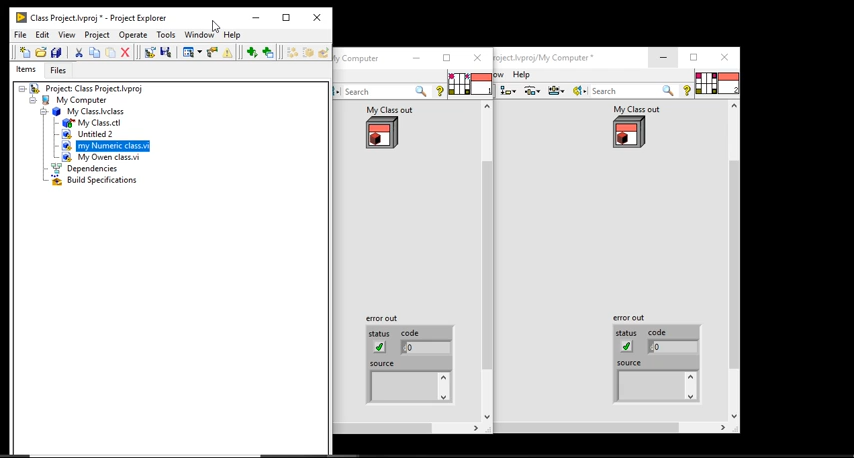 Class Project.lvproj * - Project Explorer
File Edit View Project Operate Tools Window Help
Items Files
Project: Class Project.lvproj
My Computer
My Class.lvclass
My Class.ctl
Untitled 2
my Numeric class.vi
My Owen class.vi
Dependencies
Build Specifications
My Computer
Search
1
My Class out
error out
status code
0
source
roject.lvproj/My Computer *
ow Help
Search
2
My Class out
error out
status code
0
source